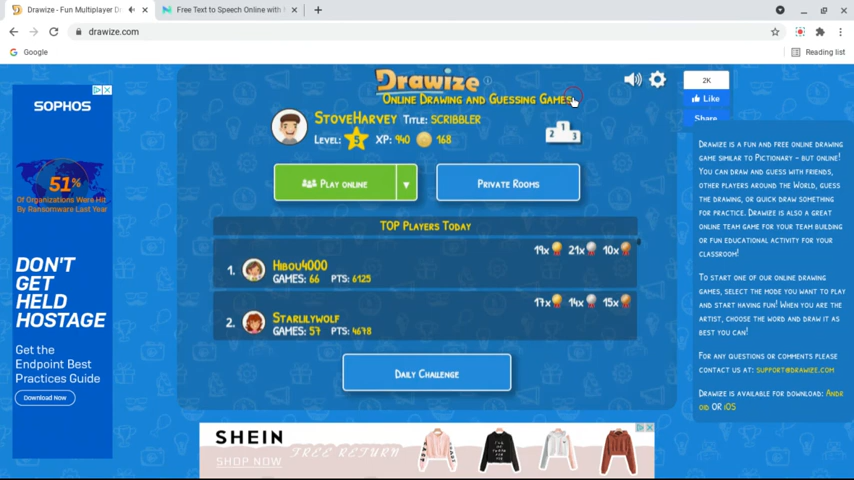 Drawize - Fun Multiplayer D
Free Text to Speech Online with
drawize.com
Google
Reading list
SOPHOS
51%
Of Organizations Were Hit
By Ransomware Last Year
DON'T
GET
HELD
HOSTAGE
Get the
Endpoint Best
Practices Guide
Download Now
Drawize
ONLINE DRAWING AND GUESSING GAMES
STOVEHARVEY TITLE: SCRIBBLER
LEVEL: 5 XP: 940 168
2 1 3
PLAY ONLINE
PRIVATE ROOMS
TOP PLAYERS TODAY
19x 21x 10x
1. HIBOU4000
GAMES: 66 PTS: 6125
17x 14x 15x
2. STARLILYWOLF
GAMES: 57 PTS: 4678
DAILY CHALLENGE
SHEIN
SHOP NOW
FREE RETURN
2K
Like
Share
DRAWIZE IS A FUN AND FREE ONLINE DRAWING
GAME SIMILAR TO PICTIONARY - BUT ONLINE!
YOU CAN DRAW AND GUESS WITH FRIENDS,
OTHER PLAYERS AROUND THE WORLD, GUESS
THE DRAWING, OR QUICK DRAW SOMETHING
FOR PRACTICE. DRAWIZE IS ALSO A GREAT
ONLINE TEAM GAME FOR YOUR TEAM BUILDING
OR FUN EDUCATIONAL ACTIVITY FOR YOUR
CLASSROOM!
TO START ONE OF OUR ONLINE DRAWING
GAMES, SELECT THE MODE YOU WANT TO PLAY
AND START HAVING FUN! WHEN YOU ARE THE
ARTIST, CHOOSE THE WORD AND DRAW IT AS
BEST YOU CAN!
FOR ANY QUESTIONS OR COMMENTS PLEASE
CONTACT US AT: SUPPORT@DRAWIZE.COM
DRAWIZE IS AVAILABLE FOR DOWNLOAD: ANDR
OID OR IOS